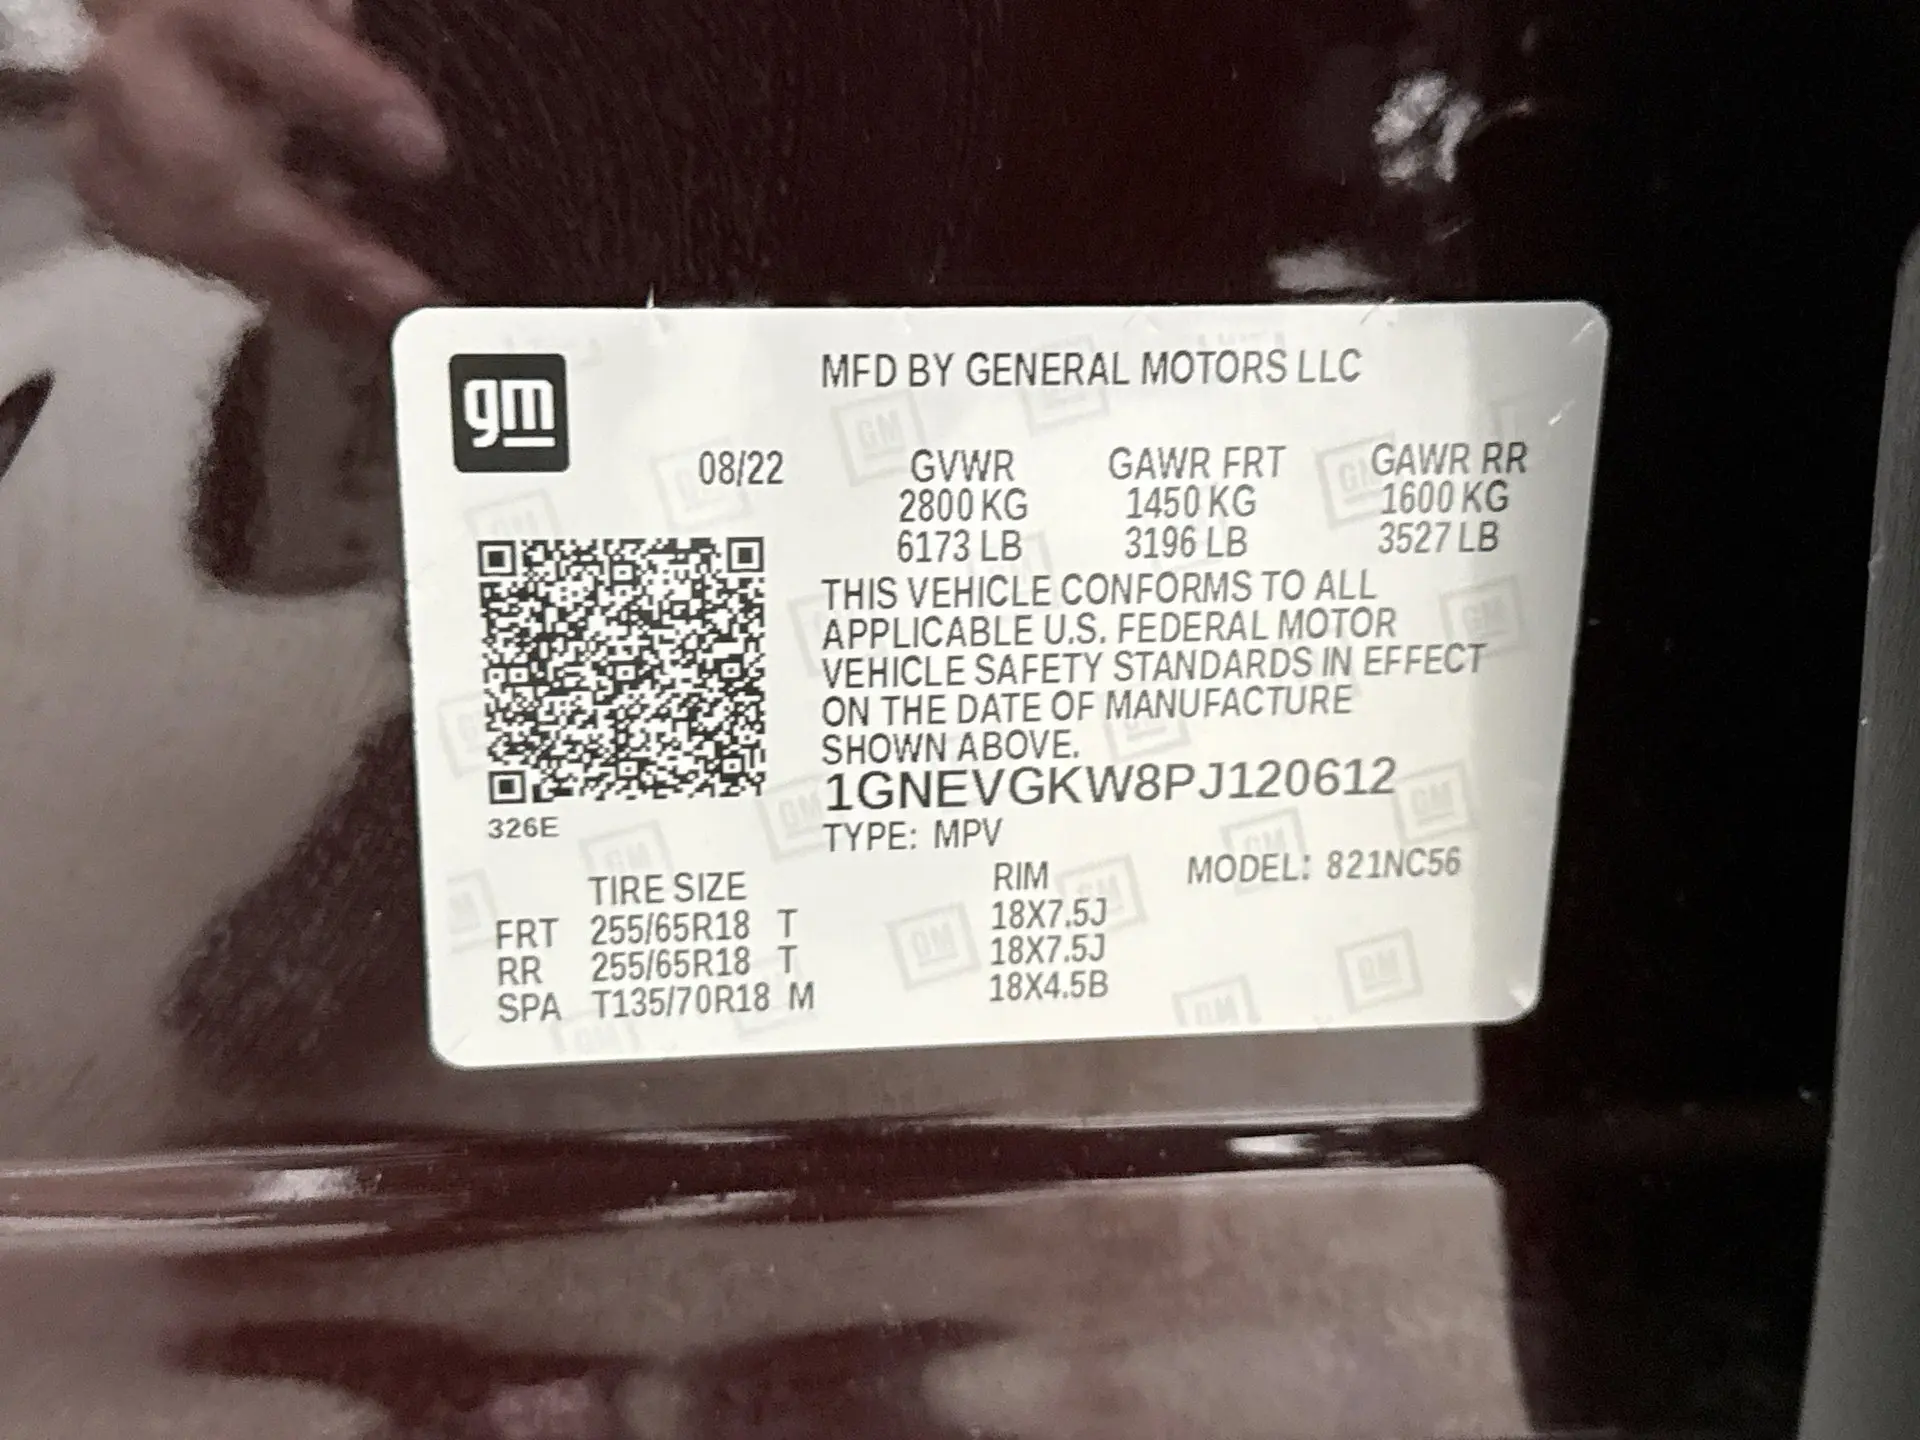 gm
MFD BY GENERAL MOTORS LLC
08/22 GVWR GAWR FRT GAWR RR
2800 KG 1450 KG 1600 KG
6173 LB 3196 LB 3527 LB
THIS VEHICLE CONFORMS TO ALL
APPLICABLE U.S. FEDERAL MOTOR
VEHICLE SAFETY STANDARDS IN EFFECT
ON THE DATE OF MANUFACTURE
SHOWN ABOVE.
1GNEVGKW8PJ120612
326E
TYPE: MPV
MODEL: 821NC56
TIRE SIZE RIM
FRT 255/65R18 T 18X7.5J
RR 255/65R18 T 18X7.5J
SPA T135/70R18 M 18X4.5B